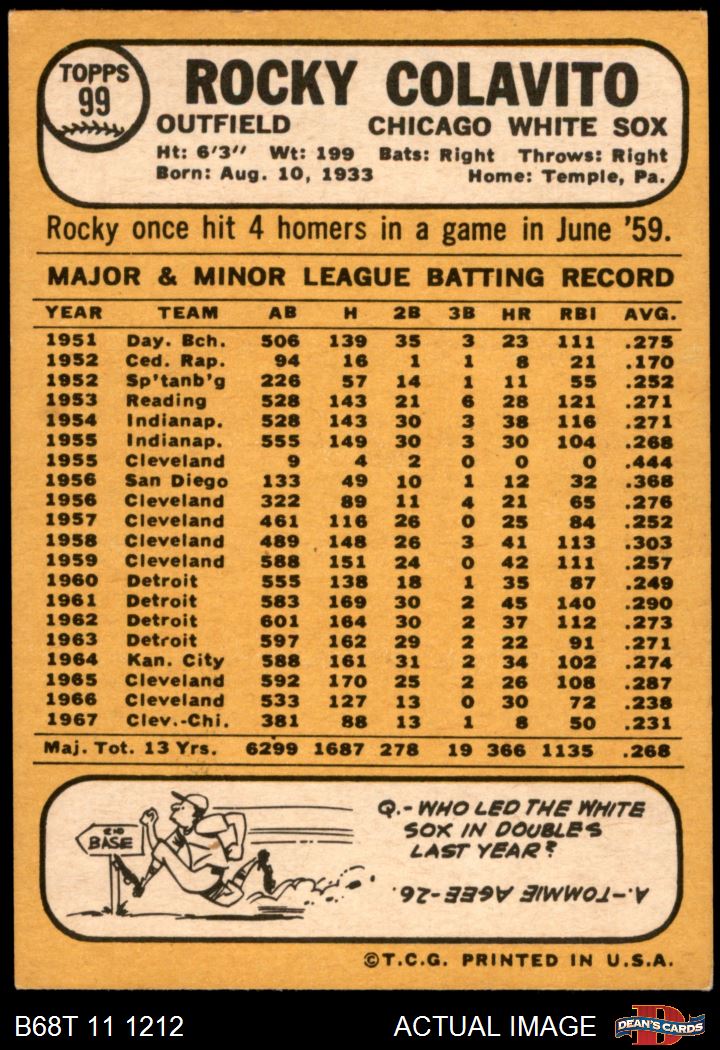 TOPPS
99
ROCKY COLAVITO
OUTFIELD CHICAGO WHITE SOX
Ht: 6'3" Wt: 199 Bats: Right Throws: Right
Born: Aug. 10, 1933 Home: Temple, Pa.
Rocky once hit 4 homers in a game in June '59.
MAJOR & MINOR LEAGUE BATTING RECORD
YEAR TEAM AB H 2B 3B HR RBI AVG.
1951 Day. Bch. 506 139 35 3 23 111 .275
1952 Ced. Rap. 94 16 1 1 8 21 .170
1952 Sp'tanb'g 226 57 14 1 11 55 .252
1953 Reading 528 143 21 6 28 121 .271
1954 Indianap. 528 143 30 3 38 116 .271
1955 Indianap. 555 149 30 3 30 104 .268
1955 Cleveland 9 4 2 0 0 0 .444
1956 San Diego 133 49 10 1 12 32 .368
1956 Cleveland 322 89 11 4 21 65 .276
1957 Cleveland 461 116 26 0 25 84 .252
1958 Cleveland 489 148 26 3 41 113 .303
1959 Cleveland 588 151 24 0 42 111 .257
1960 Detroit 555 138 18 1 35 87 .249
1961 Detroit 583 169 30 2 45 140 .290
1962 Detroit 601 164 30 2 37 112 .273
1963 Detroit 597 162 29 2 22 91 .271
1964 Kan. City 588 161 31 2 34 102 .274
1965 Cleveland 592 170 25 2 26 108 .287
1966 Cleveland 533 127 13 0 30 72 .238
1967 Clev.-Chi. 381 88 13 1 8 50 .231
Maj. Tot. 13 Yrs. 6299 1687 278 19 366 1135 .268
2ND
BASE
Q.- WHO LED THE WHITE
SOX IN DOUBLES
LAST YEAR?
A.-TOMMIE AGEE-26.
©T.C.G. PRINTED IN U.S.A.
B68T 11 1212 ACTUAL IMAGE
D
DEAN'S CARDS